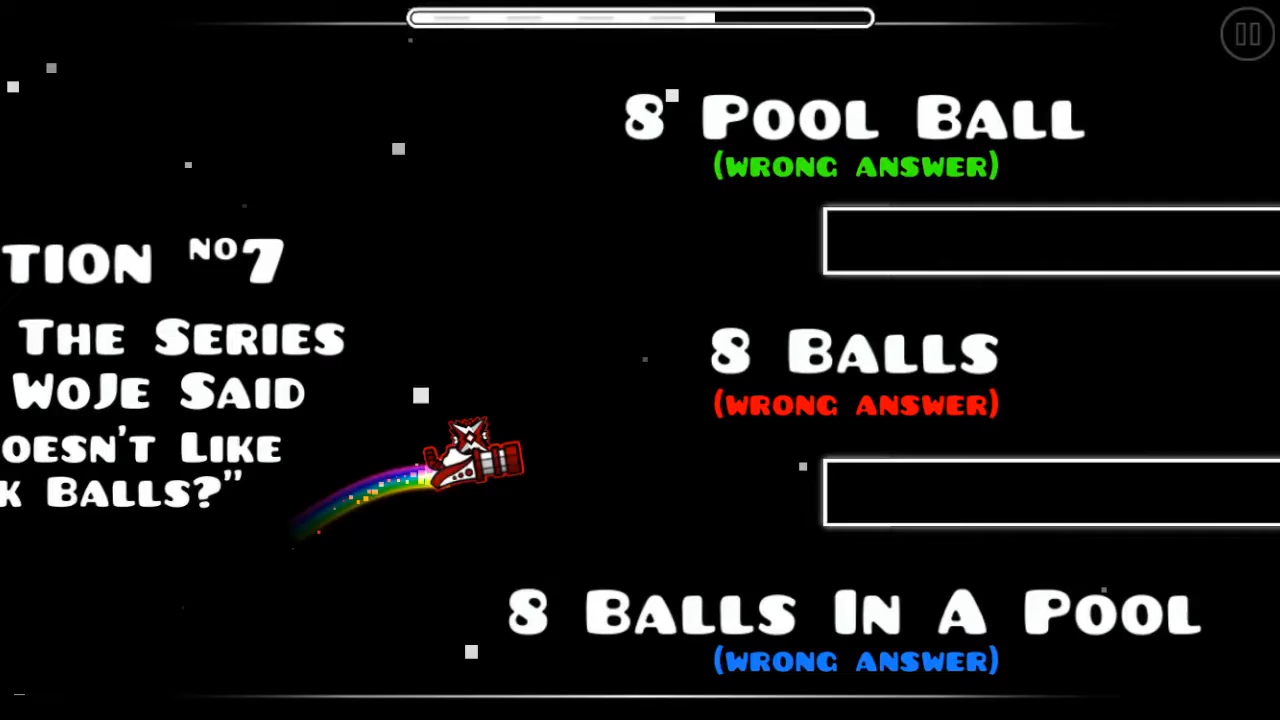 TION Nº7
THE SERIES
WOJE SAID
OESN'T LIKE
K BALLS?"
8 POOL BALL
(WRONG ANSWER)
8 BALLS
(WRONG ANSWER)
8 BALLS IN A POOL
(WRONG ANSWER)